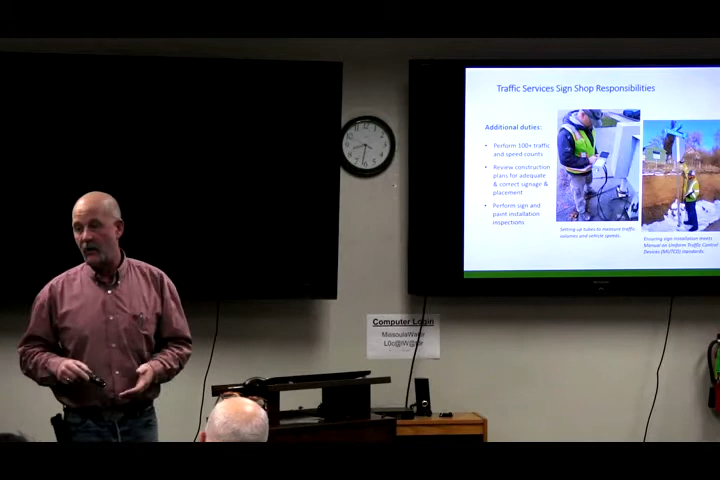 Traffic Services Sign Shop Responsibilities
Additional duties:
• Perform 100+ traffic
and speed counts
• Review construction
plans for adequate
& correct signage &
placement
• Perform sign and
paint installation
inspections
Setting up tubes to measure traffic
volumes and vehicle speeds.
Ensuring sign installation meets
Manual on Uniform Traffic Control
Devices (MUTCD) standards.
Computer Login